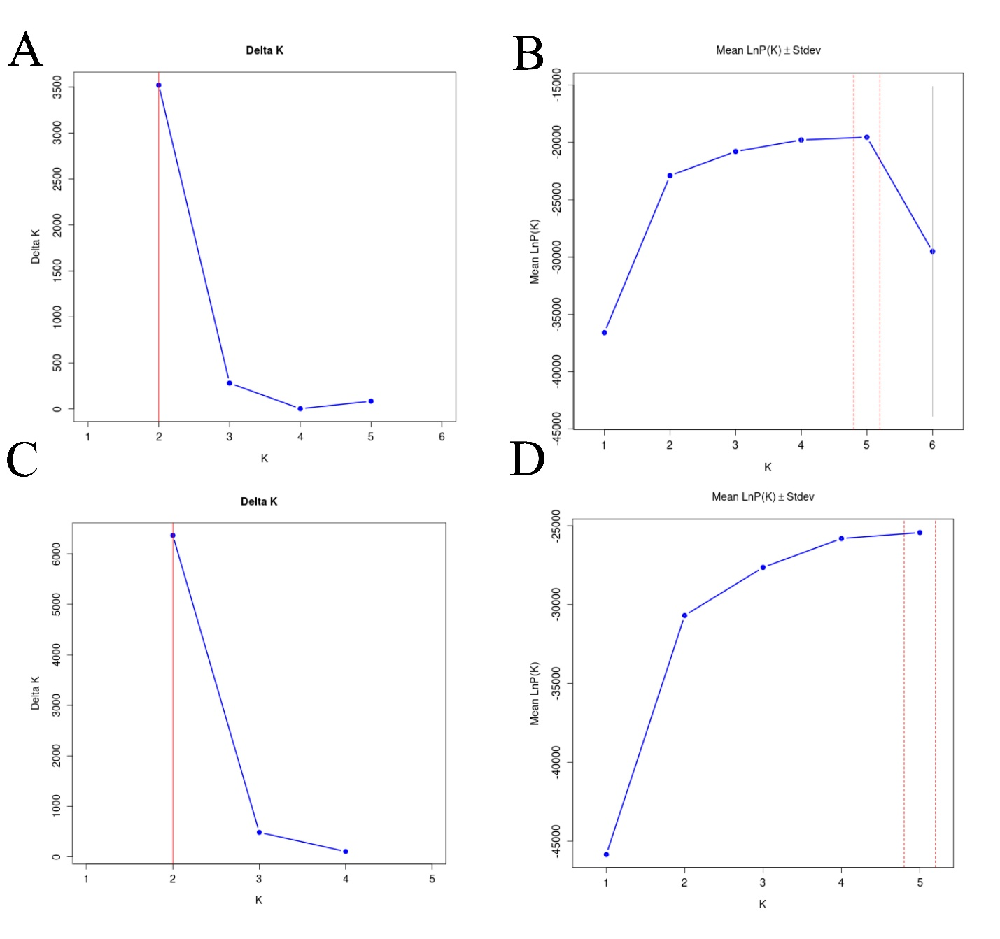 A
Delta K
Delta K
3500
3000
2500
2000
1500
1000
500
0
1 2 3 4 5 6
K
B
Mean LnP(K) ± Stdev
Mean LnP(K)
-15000
-20000
-25000
-30000
-35000
-40000
-45000
1 2 3 4 5 6
K
C
Delta K
Delta K
6000
5000
4000
3000
2000
1000
0
1 2 3 4 5
K
D
Mean LnP(K) ± Stdev
Mean LnP(K)
-25000
-30000
-35000
-40000
-45000
1 2 3 4 5
K